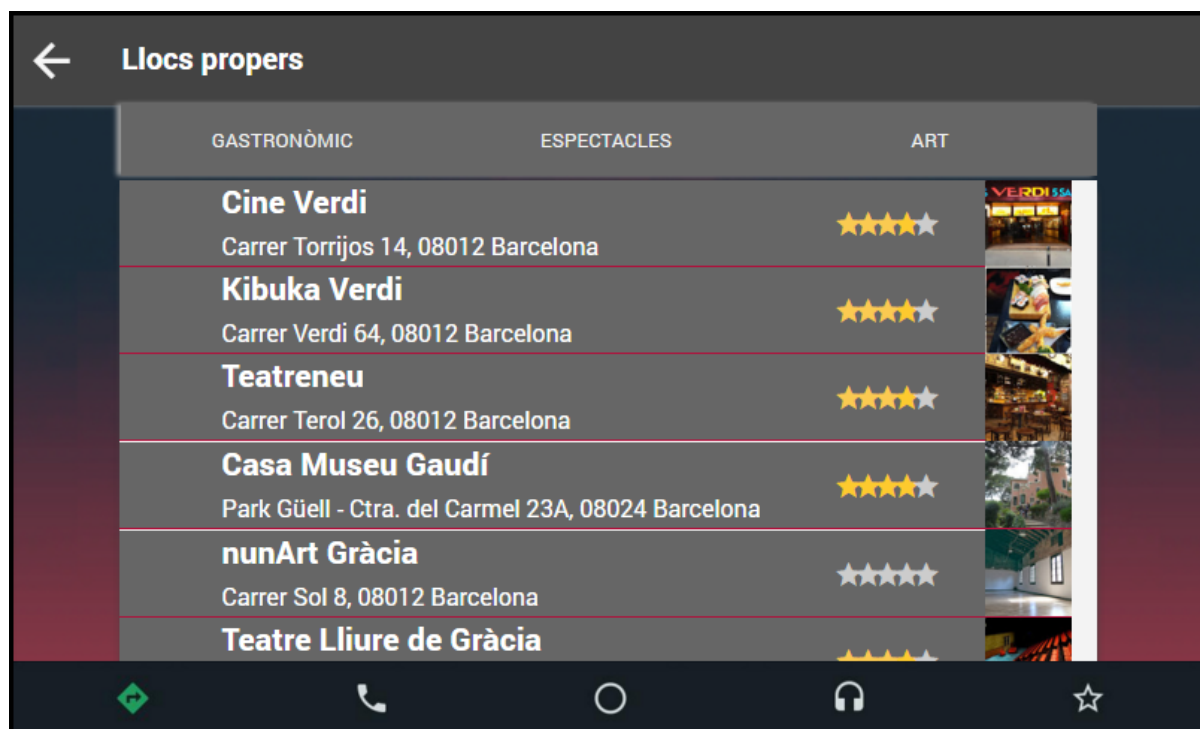 Llocs propers
GASTRONÒMIC ESPECTACLES ART
Cine Verdi
Carrer Torrijos 14, 08012 Barcelona
VERDI
Kibuka Verdi
Carrer Verdi 64, 08012 Barcelona
Teatreneu
Carrer Terol 26, 08012 Barcelona
Casa Museu Gaudí
Park Güell - Ctra. del Carmel 23A, 08024 Barcelona
nunArt Gràcia
Carrer Sol 8, 08012 Barcelona
Teatre Lliure de Gràcia